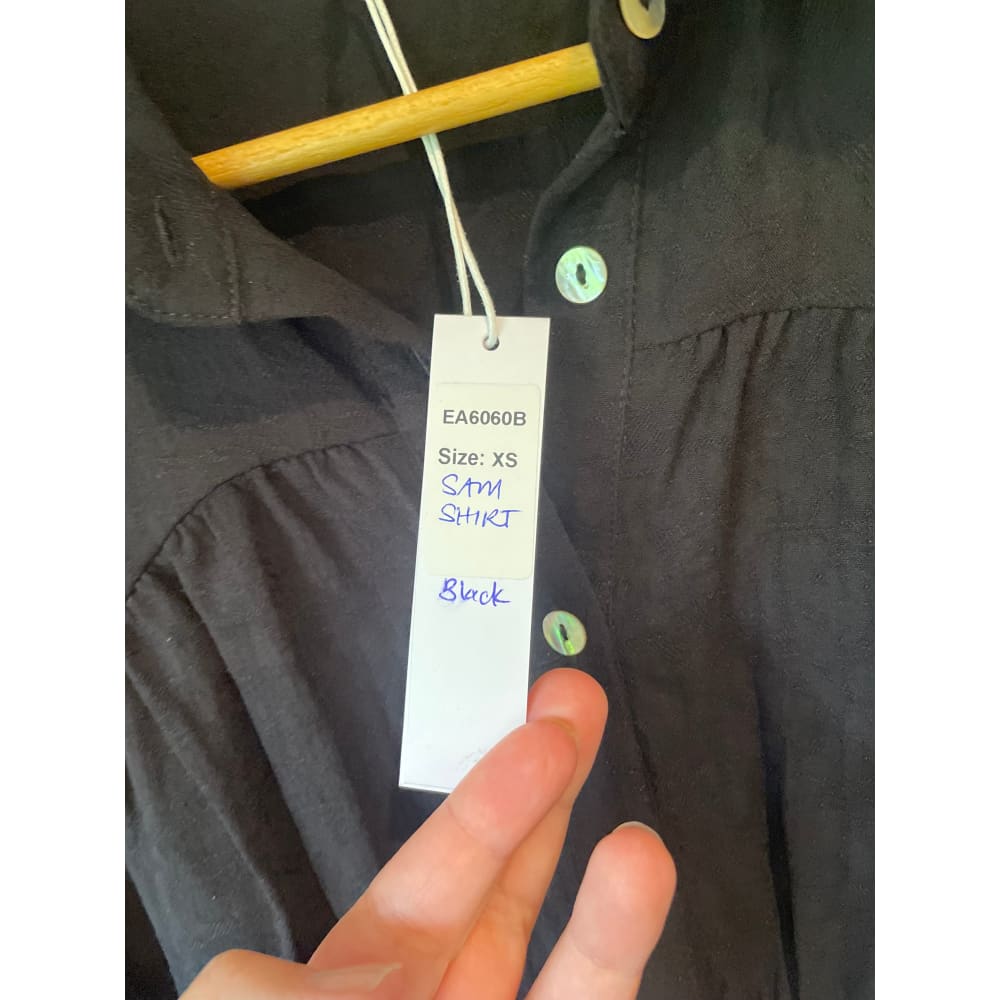 EA6060B
Size: XS
SAM
SHIRT
Black